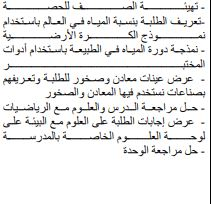 - تهيئة الصف للحصة
-تعريف الطلبة بنسبة المياه في العالم باستخدام
نموذج الكرة الأرضية
- نمذجة دورة المياه في الطبيعة باستخدام أدوات
المختبر
- عرض عينات معادن وصخور للطلبة وتعريفهم
بصناعات نستخدم فيها المعادن والصخور
- حل مراجعة الدرس والعلوم مع الرياضيات
- عرض إجابات الطلبة على العلوم مع البيئة على
لوحة العلوم الخاصة بالمدرسة
- حل مراجعة الوحدة